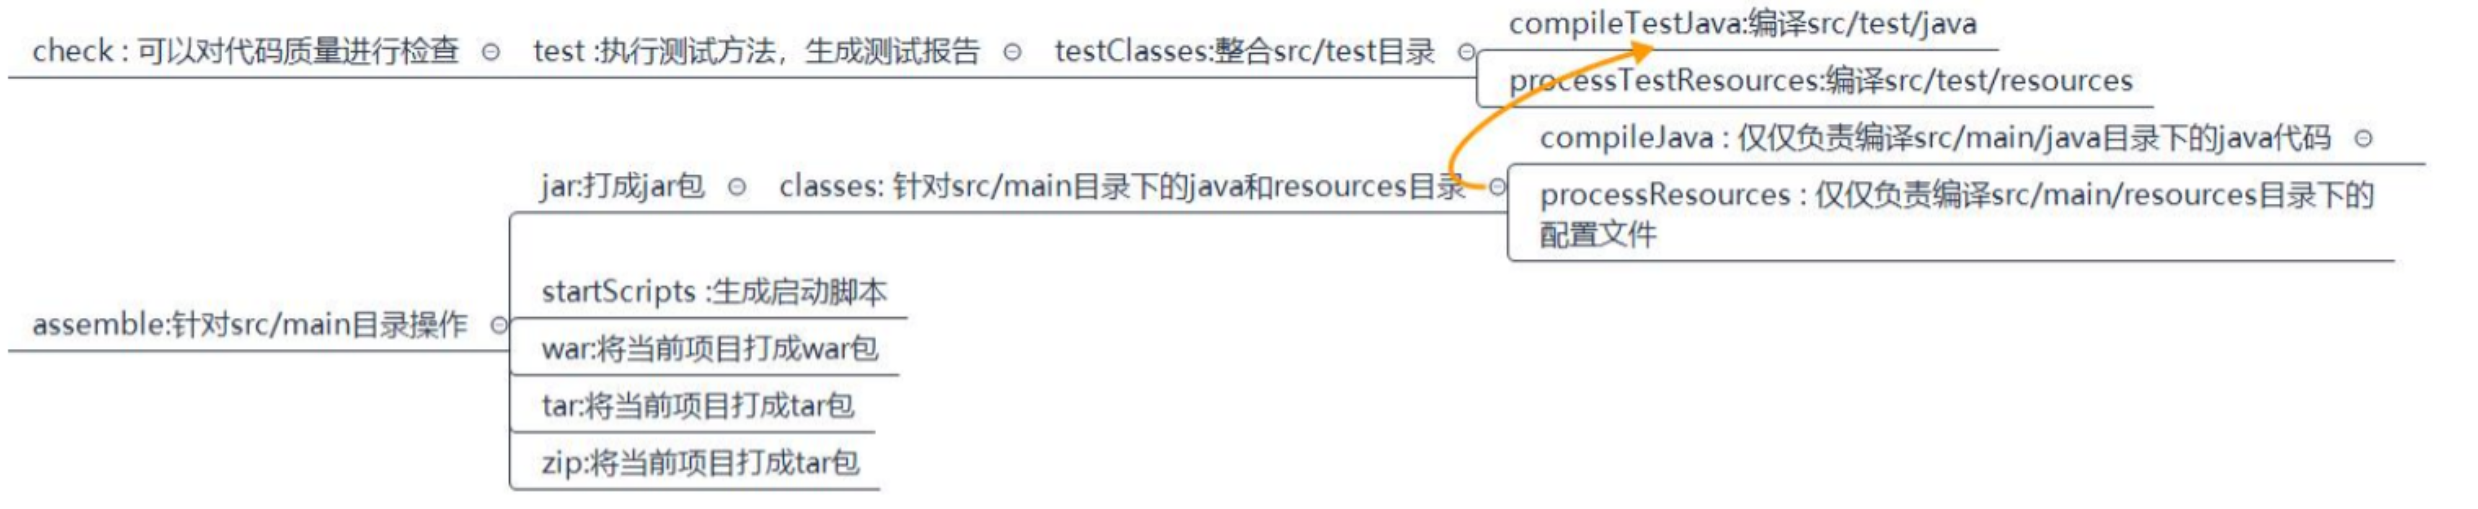 compileTestJava:编译src/test/java
check : 可以对代码质量进行检查 test :执行测试方法，生成测试报告 testClasses:整合src/test目录
processTestResources:编译src/test/resources
compileJava : 仅仅负责编译src/main/java目录下的java代码
jar:打成jar包 classes: 针对src/main目录下的java和resources目录
processResources : 仅仅负责编译src/main/resources目录下的
配置文件
startScripts :生成启动脚本
assemble:针对src/main目录操作
war:将当前项目打成war包
tar:将当前项目打成tar包
zip:将当前项目打成tar包